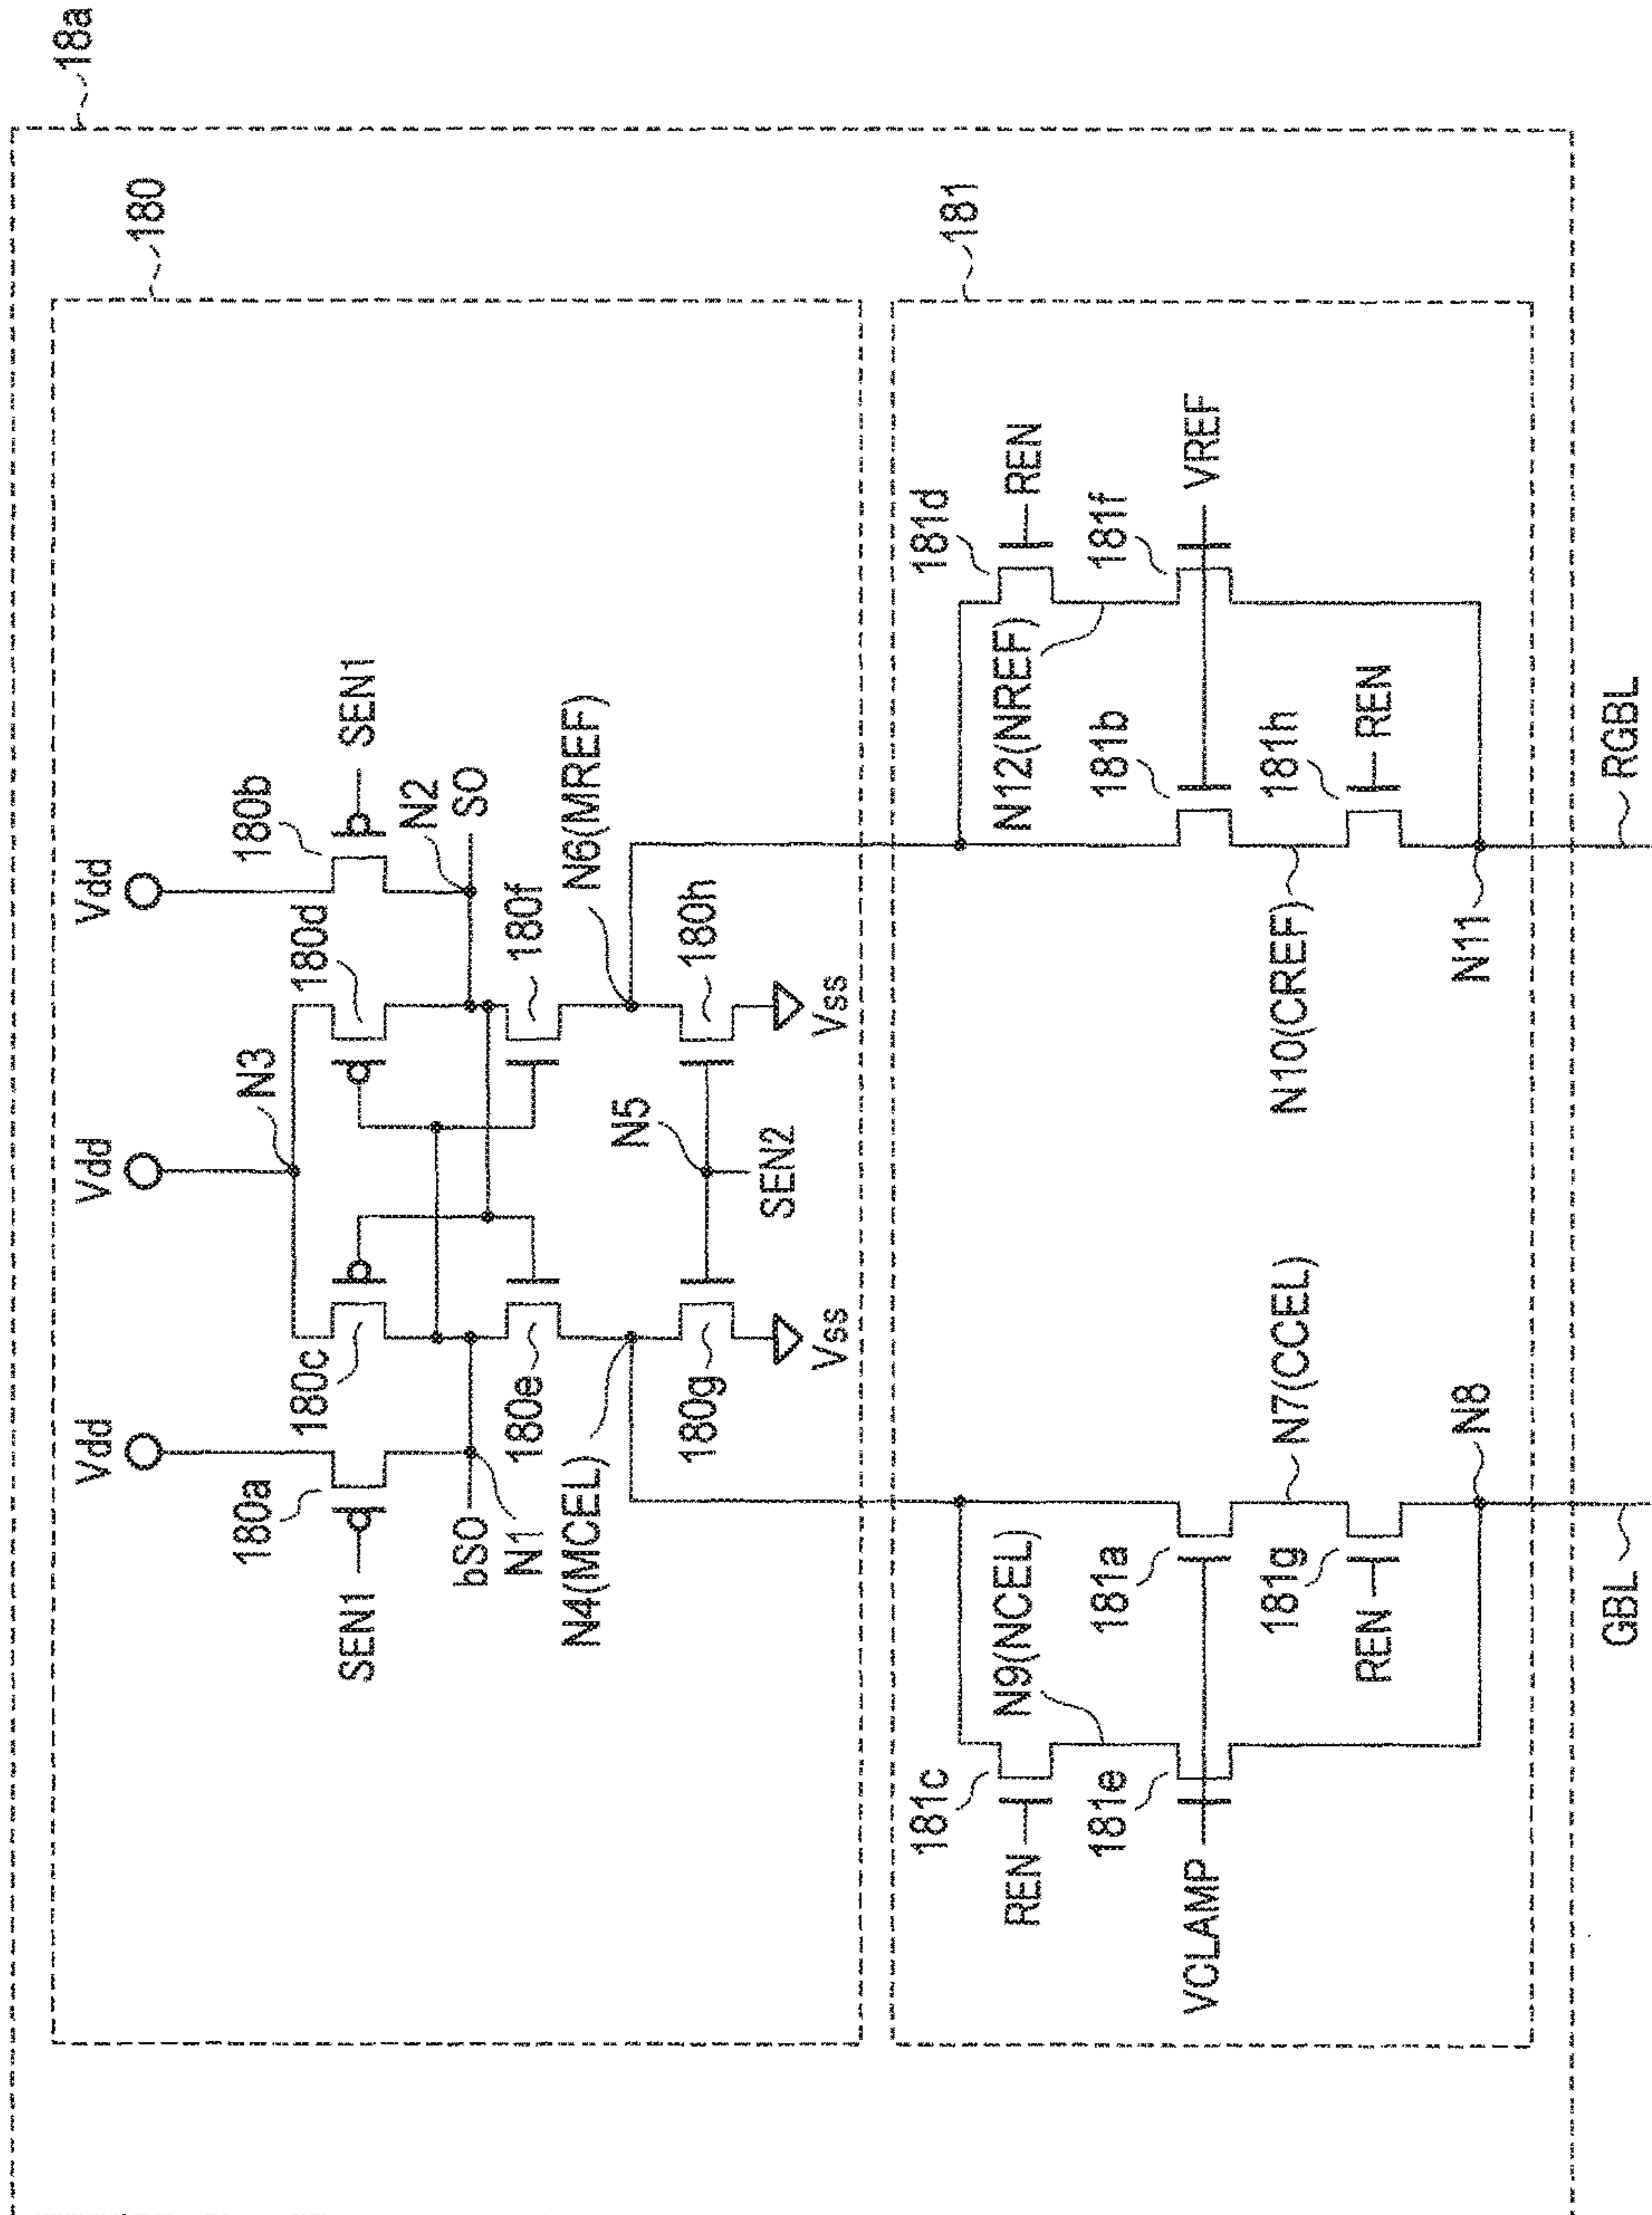 18a
180
Vdd
Vdd
Vdd
N3
180a
180c
180d
180b
SEN1
SEN1
bSO
N1
N2
SO
180e
180f
N4(MCEL)
N5
N6(MREF)
180g
180h
SEN2
Vss
Vss
181
181c
181d
REN
REN
N9(NCEL)
N12(NREF)
181e
181a
181b
181f
VCLAMP
VREF
181g
N7(CCEL)
N10(CREF)
181h
REN
REN
N8
N11
GBL
RGBL